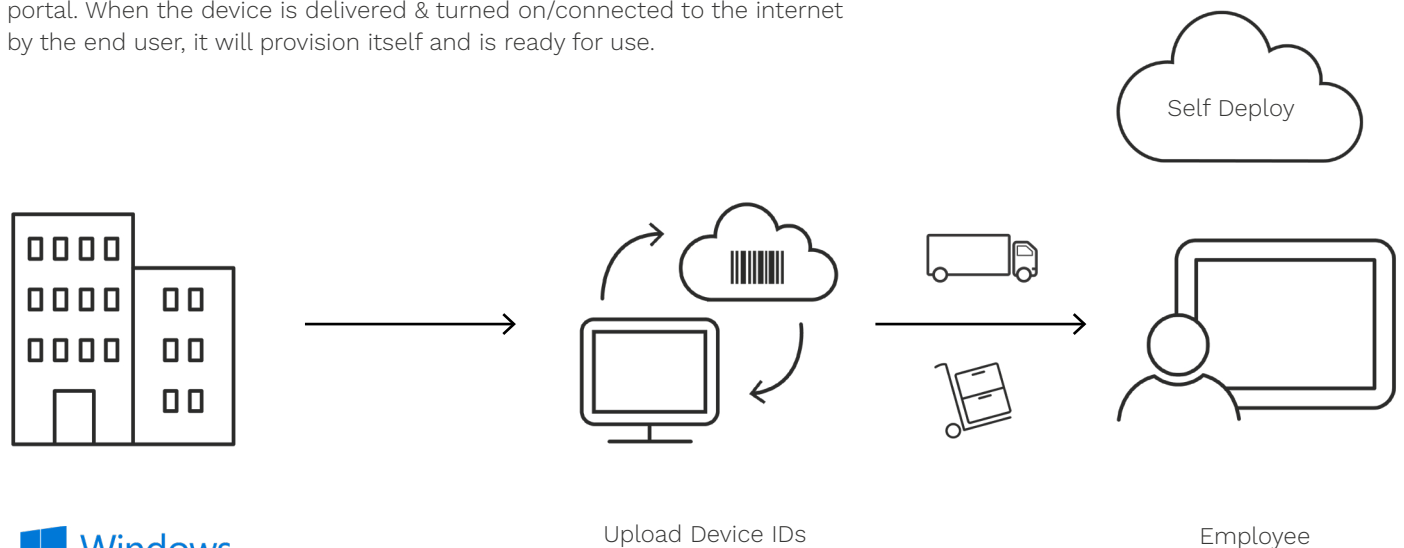 portal. When the device is delivered & turned on/connected to the internet
by the end user, it will provision itself and is ready for use.
Self Deploy
Windows
Upload Device IDs
Employee